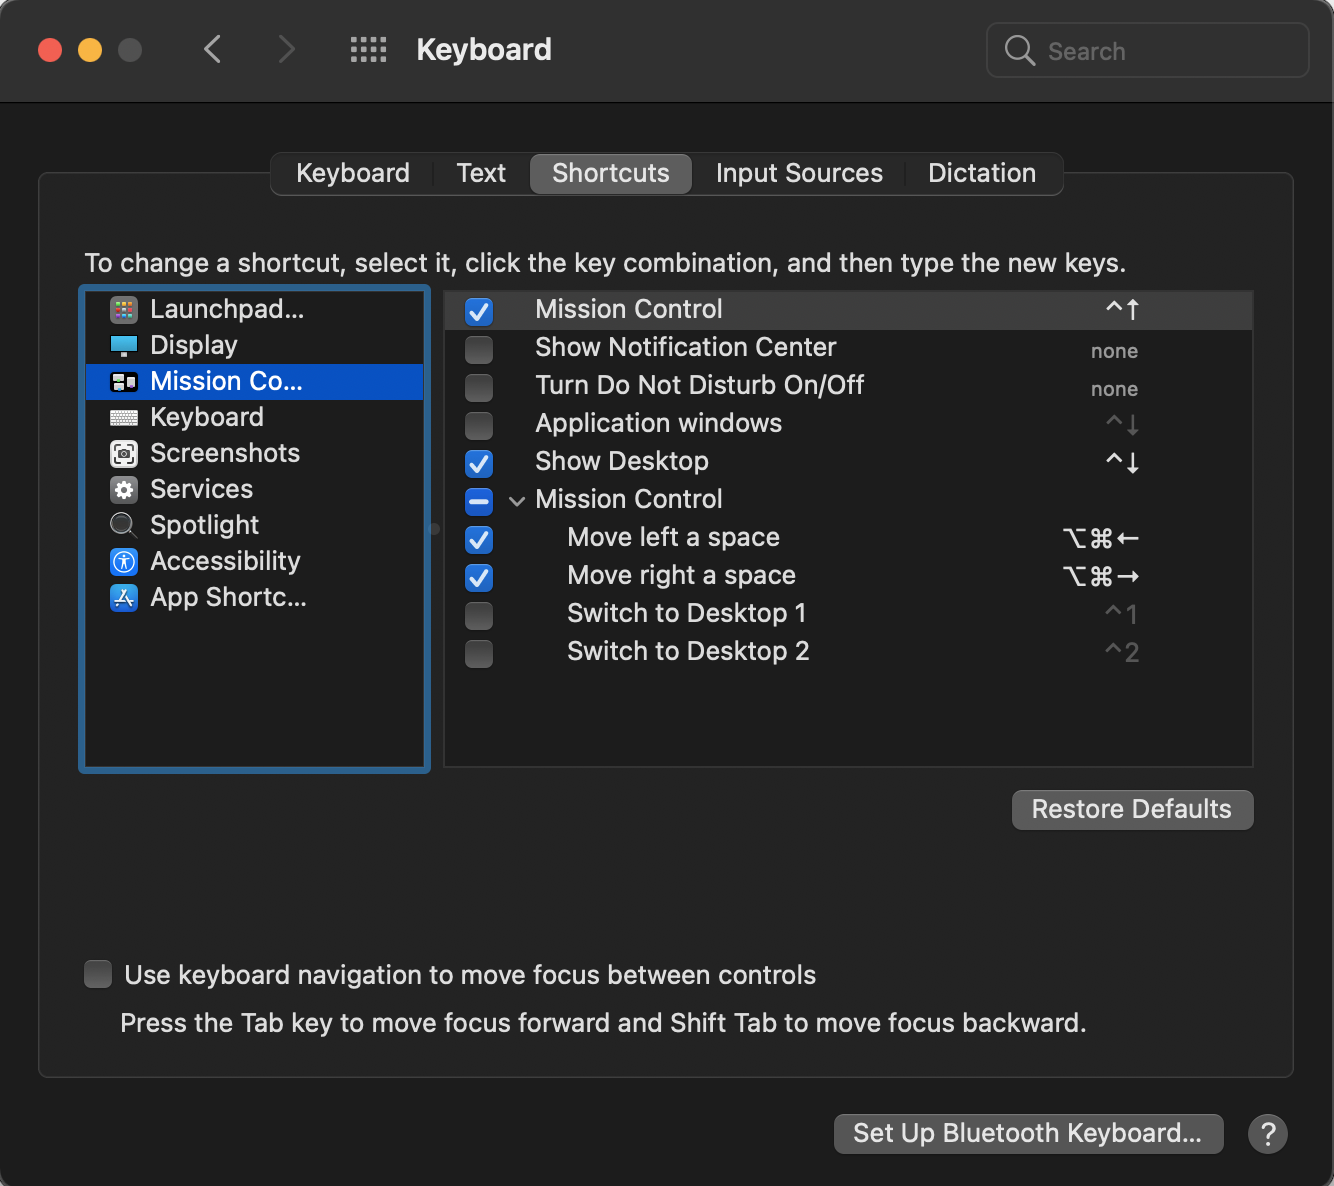 Keyboard
Search
Keyboard Text Shortcuts Input Sources Dictation
To change a shortcut, select it, click the key combination, and then type the new keys.
Launchpad...
Display
Mission Co...
Keyboard
Screenshots
Services
Spotlight
Accessibility
App Shortc...
Mission Control ^↑
Show Notification Center none
Turn Do Not Disturb On/Off none
Application windows ^↓
Show Desktop ^↓
Mission Control
Move left a space ⌥⌘←
Move right a space ⌥⌘→
Switch to Desktop 1 ^1
Switch to Desktop 2 ^2
Restore Defaults
Use keyboard navigation to move focus between controls
Press the Tab key to move focus forward and Shift Tab to move focus backward.
Set Up Bluetooth Keyboard... ?